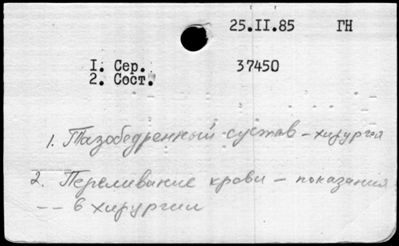 25.II.85 ГН
I. Сер. 37450
2. Сост.
1. Тазобедренный сустав - хирургия
2. Переливание крови - показания
-- в хирургии